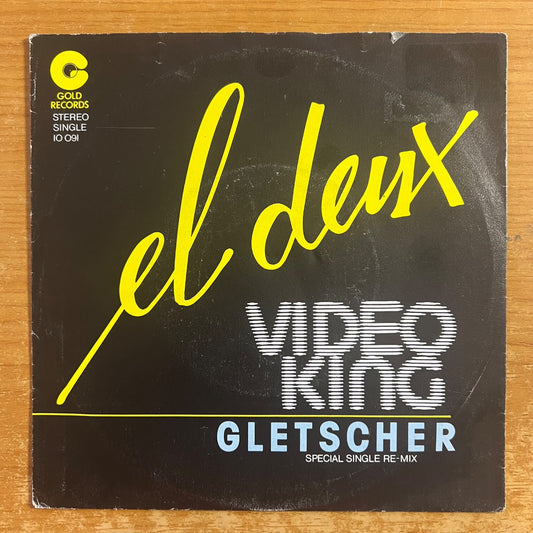 GOLD
RECORDS
STEREO
SINGLE
10 091
el deux
VIDEO
KING
GLETSCHER
SPECIAL SINGLE RE-MIX